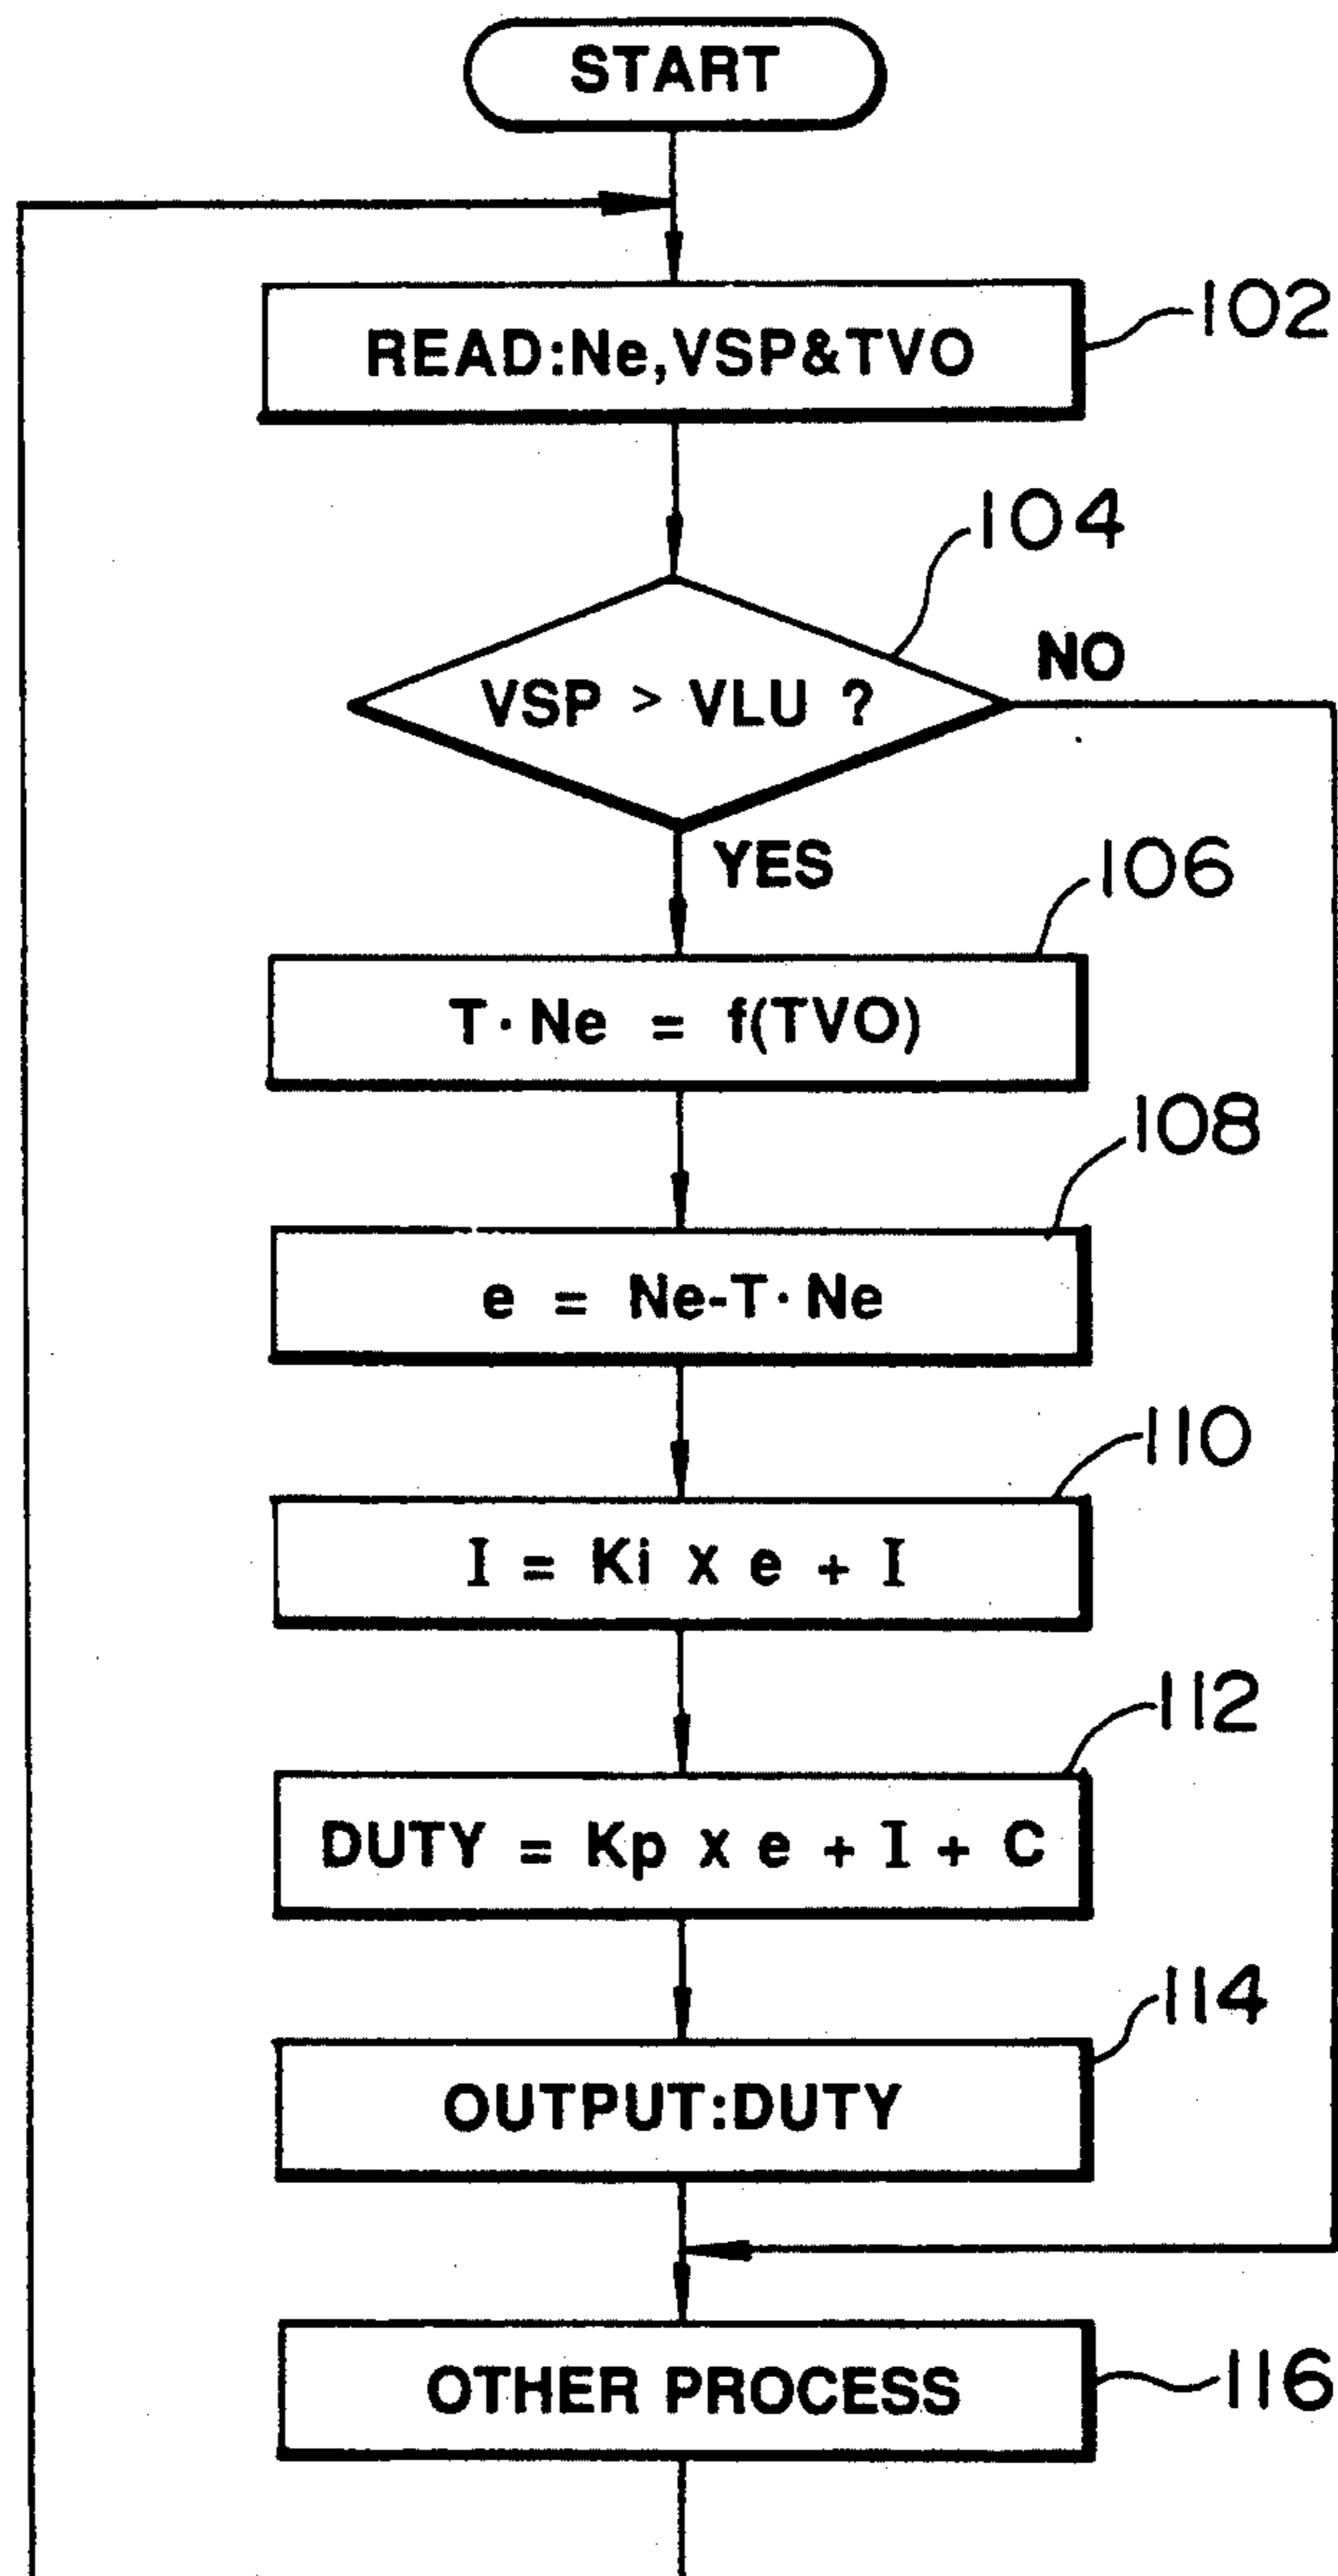 START
READ:Ne,VSP&TVO
102
104
VSP > VLU ?
NO
YES
106
T·Ne = f(TVO)
108
e = Ne-T·Ne
110
I = Ki X e + I
112
DUTY = Kp X e + I + C
114
OUTPUT:DUTY
OTHER PROCESS
116